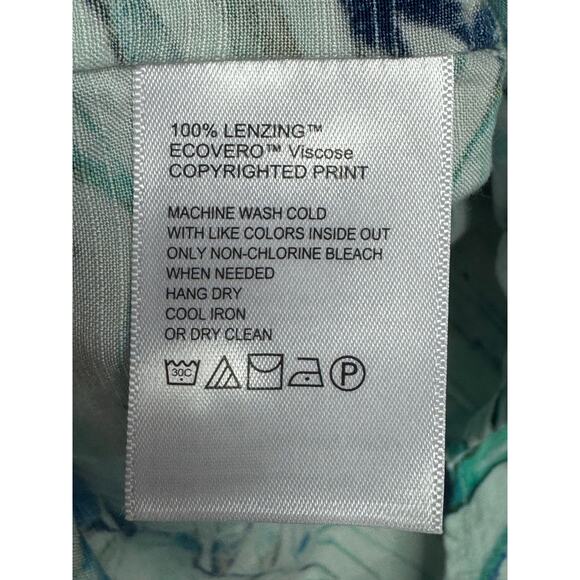 100% LENZING™
ECOVERO™ Viscose
COPYRIGHTED PRINT
MACHINE WASH COLD
WITH LIKE COLORS INSIDE OUT
ONLY NON-CHLORINE BLEACH
WHEN NEEDED
HANG DRY
COOL IRON
OR DRY CLEAN
30C P